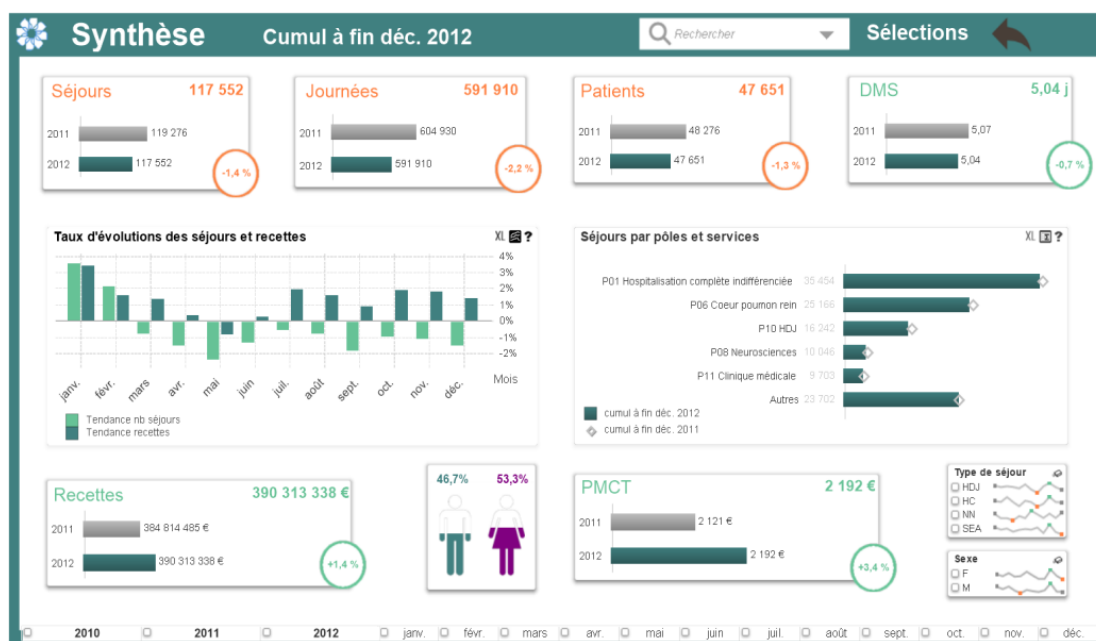 Synthèse
Cumul à fin déc. 2012
Rechercher
Sélections
Séjours 117 552
2011 119 276
2012 117 552
-1,4 %
Journées 591 910
2011 604 930
2012 591 910
-2,2 %
Patients 47 651
2011 48 276
2012 47 651
-1,3 %
DMS 5,04 j
2011 5,07
2012 5,04
-0,7 %
Taux d'évolutions des séjours et recettes XL ?
4%
3%
2%
1%
0%
-1%
-2%
Mois
janv. févr. mars avr. mai juin juil. août sept. oct. nov. déc.
Tendance nb séjours
Tendance recettes
Séjours par pôles et services XL ?
P01 Hospitalisation complète indifférenciée 35 454
P06 Coeur poumon rein 25 166
P10 HDJ 16 242
P08 Neurosciences 10 046
P11 Clinique médicale 9 703
Autres 23 702
cumul à fin déc. 2012
cumul à fin déc. 2011
Recettes 390 313 338 €
2011 384 814 485 €
2012 390 313 338 €
+1,4 %
46,7% 53,3%
PMCT 2 192 €
2011 2 121 €
2012 2 192 €
+3,4 %
Type de séjour
HDJ
HC
NN
SEA
Sexe
F
M
2010 2011 2012 janv. févr. mars avr. mai juin juil. août sept. oct. nov. déc.